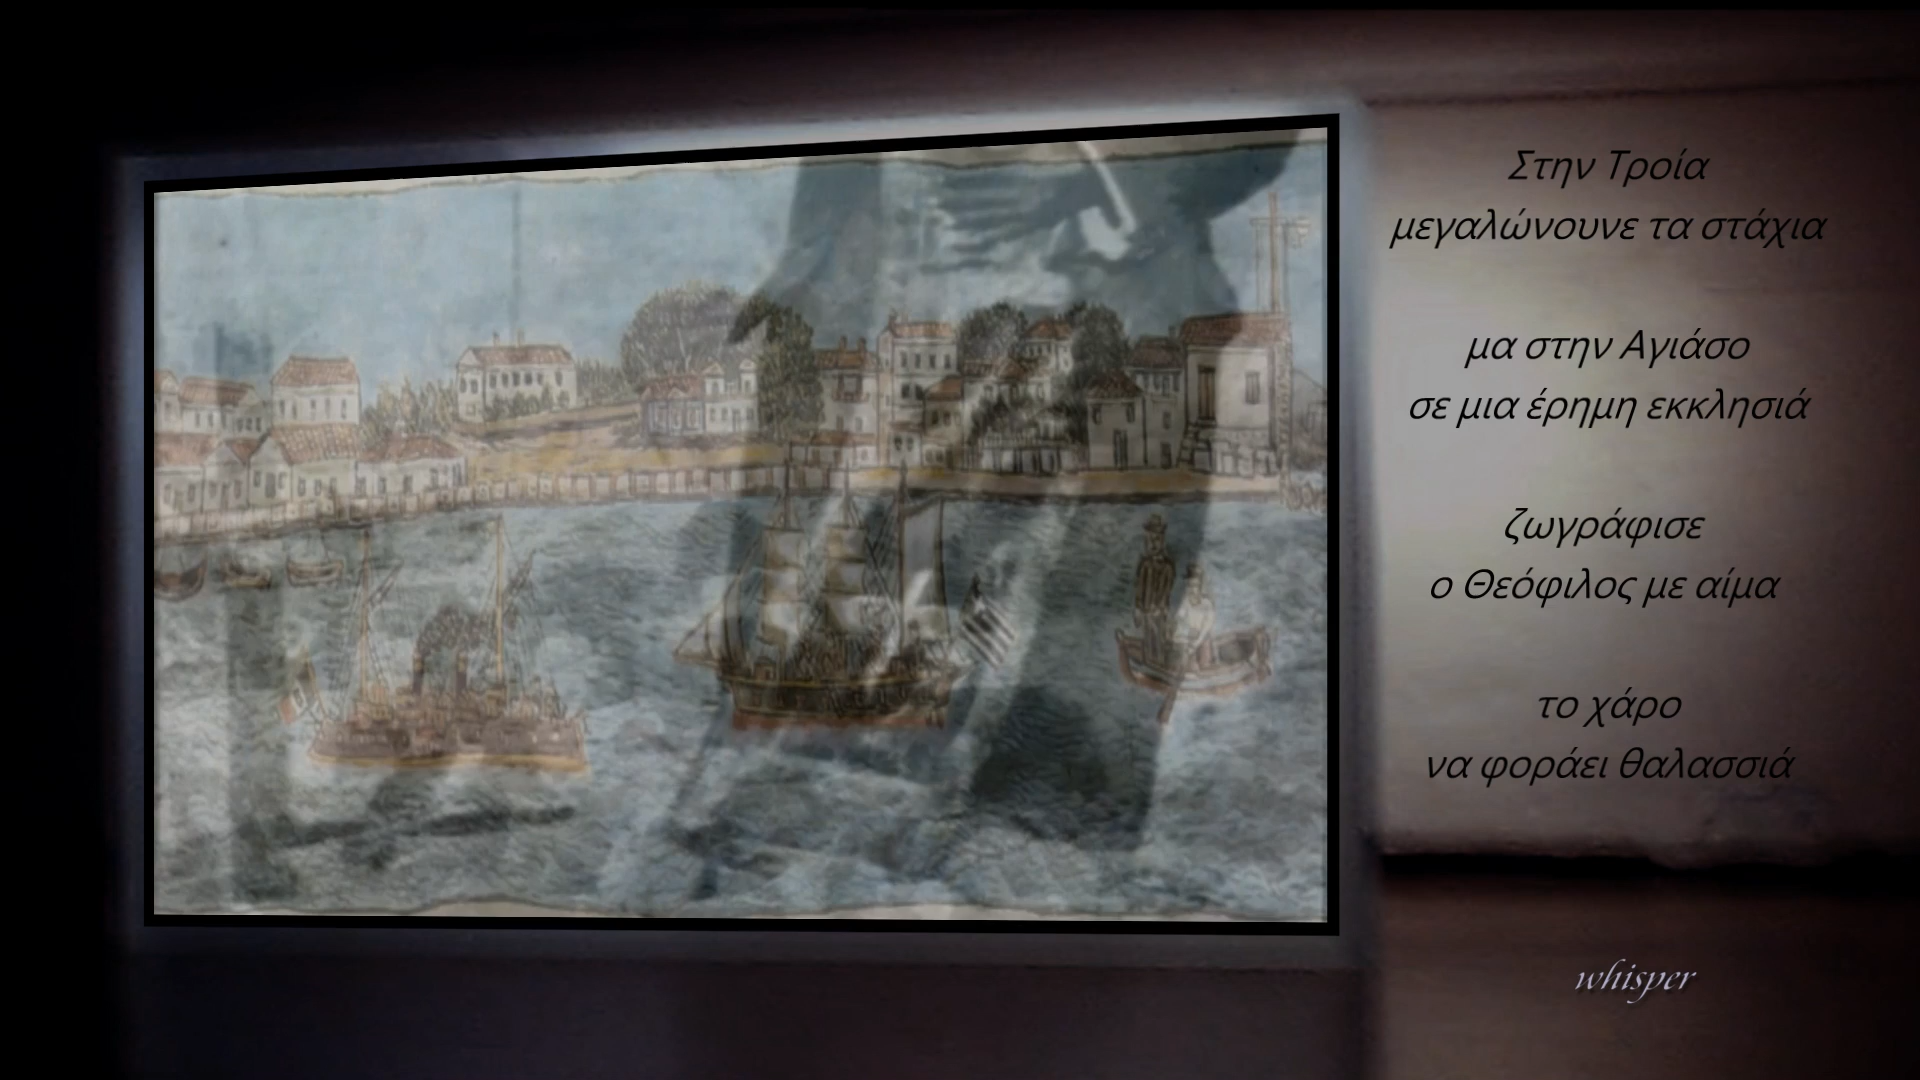 Στην Τροία
μεγαλώνουνε τα στάχια
μα στην Αγιάσο
σε μια έρημη εκκλησιά
ζωγράφισε
ο Θεόφιλος με αίμα
το χάρο
να φοράει θαλασσιά
whisper